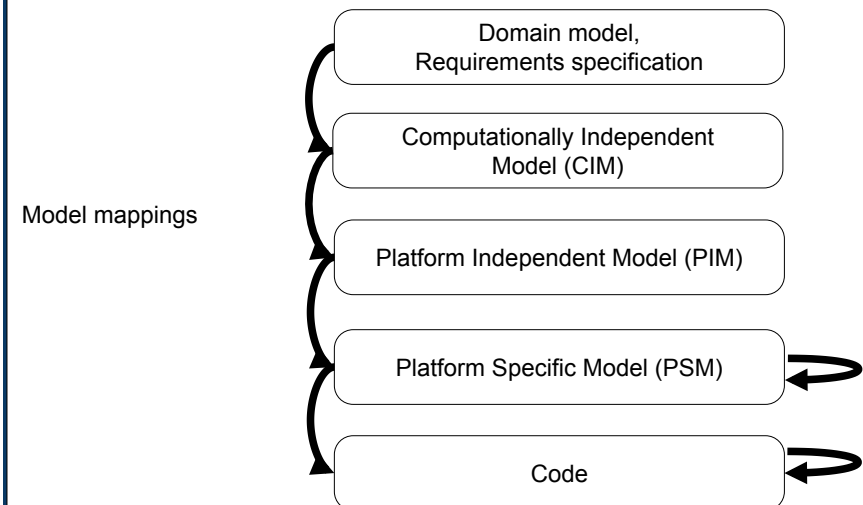 Domain model,
Requirements specification
Computationally Independent
Model (CIM)
Model mappings
Platform Independent Model (PIM)
Platform Specific Model (PSM)
Code